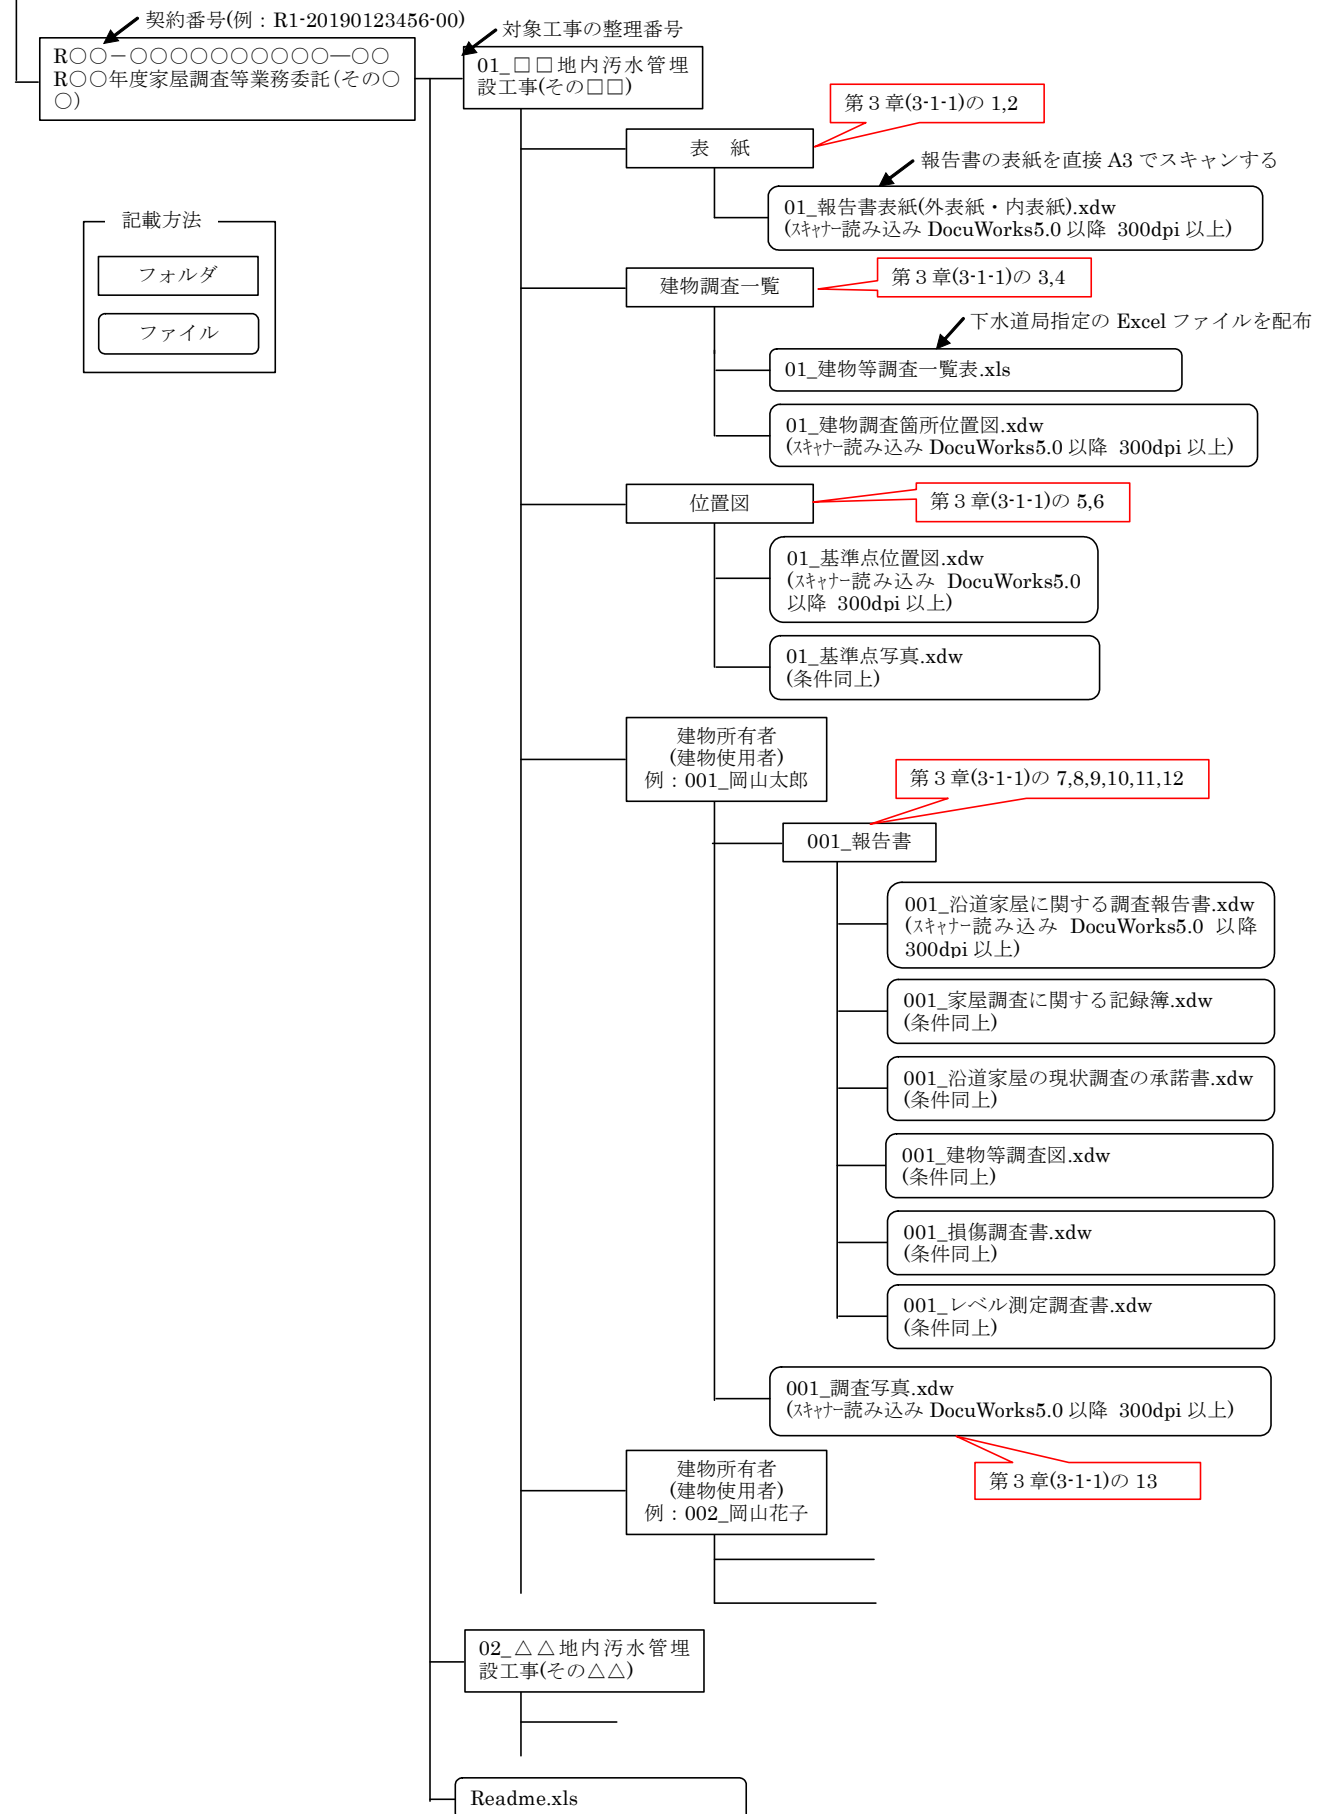 契約番号(例：R1-20190123456-00)
対象工事の整理番号
R〇〇－〇〇〇〇〇〇〇〇〇〇―〇〇
R〇〇年度家屋調査等業務委託(その〇
〇)
01_□□地内汚水管埋
設工事(その□□)
第３章(3-1-1)の 1,2
表　紙
報告書の表紙を直接 A3 でスキャンする
01_報告書表紙(外表紙・内表紙).xdw
(ｽｷｬﾅｰ読み込み DocuWorks5.0 以降 300dpi 以上)
記載方法
フォルダ
ファイル
建物調査一覧
第３章(3-1-1)の 3,4
下水道局指定の Excel ファイルを配布
01_建物等調査一覧表.xls
01_建物調査箇所位置図.xdw
(ｽｷｬﾅｰ読み込み DocuWorks5.0 以降 300dpi 以上)
位置図
第３章(3-1-1)の 5,6
01_基準点位置図.xdw
(ｽｷｬﾅｰ読み込み DocuWorks5.0
以降 300dpi 以上)
01_基準点写真.xdw
(条件同上)
建物所有者
(建物使用者)
例：001_岡山太郎
第３章(3-1-1)の 7,8,9,10,11,12
001_報告書
001_沿道家屋に関する調査報告書.xdw
(ｽｷｬﾅｰ読み込み DocuWorks5.0 以降
300dpi 以上)
001_家屋調査に関する記録簿.xdw
(条件同上)
001_沿道家屋の現状調査の承諾書.xdw
(条件同上)
001_建物等調査図.xdw
(条件同上)
001_損傷調査書.xdw
(条件同上)
001_レベル測定調査書.xdw
(条件同上)
001_調査写真.xdw
(ｽｷｬﾅｰ読み込み DocuWorks5.0 以降 300dpi 以上)
第３章(3-1-1)の 13
建物所有者
(建物使用者)
例：002_岡山花子
02_△△地内汚水管埋
設工事(その△△)
Readme.xls